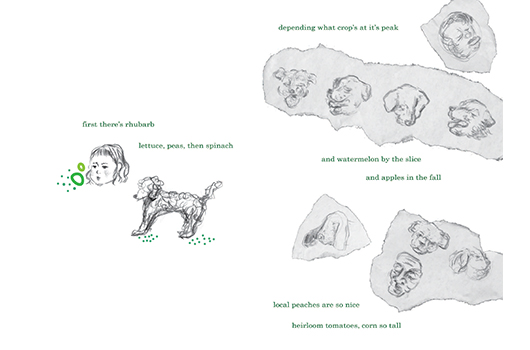 first there's rhubarb
lettuce, peas, then spinach
depending what crop's at it's peak
and watermelon by the slice
and apples in the fall
local peaches are so nice
heirloom tomatoes, corn so tall